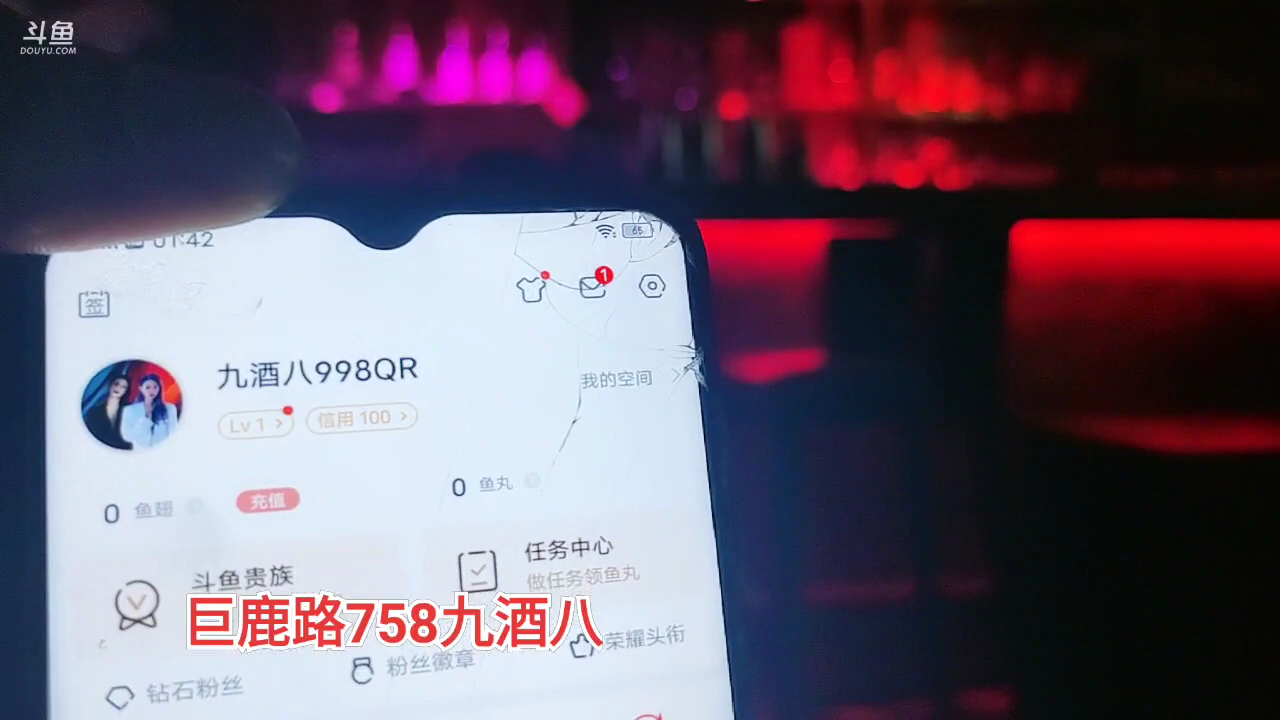 斗鱼
DOUYU.COM
01:42
65
签
1
九酒八998QR
我的空间
Lv 1
信用 100
0 鱼翅
充值
0 鱼丸
斗鱼贵族
任务中心
做任务领鱼丸
巨鹿路758九酒八
钻石粉丝
粉丝徽章
荣耀头衔